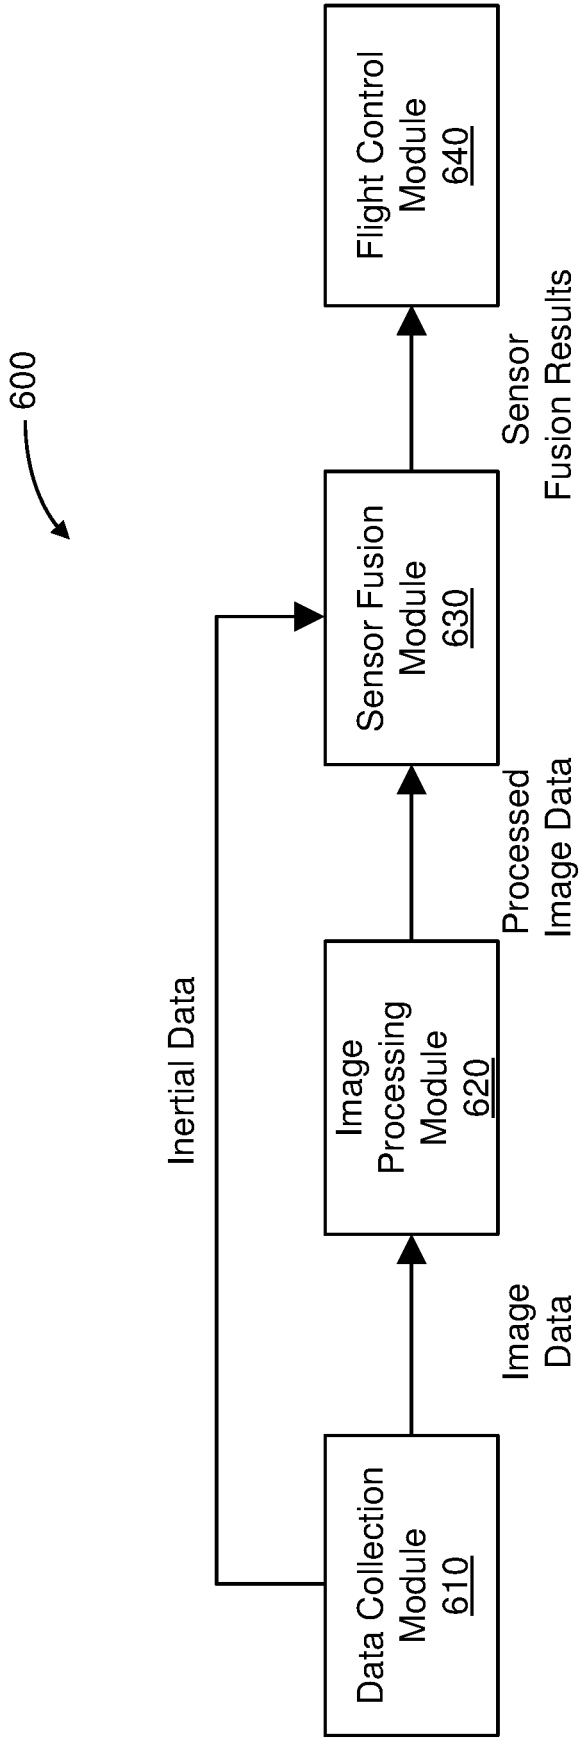 600
Inertial Data
Data Collection
Module
610
Image
Data
Image
Processing
Module
620
Processed
Image Data
Sensor Fusion
Module
630
Sensor
Fusion Results
Flight Control
Module
640